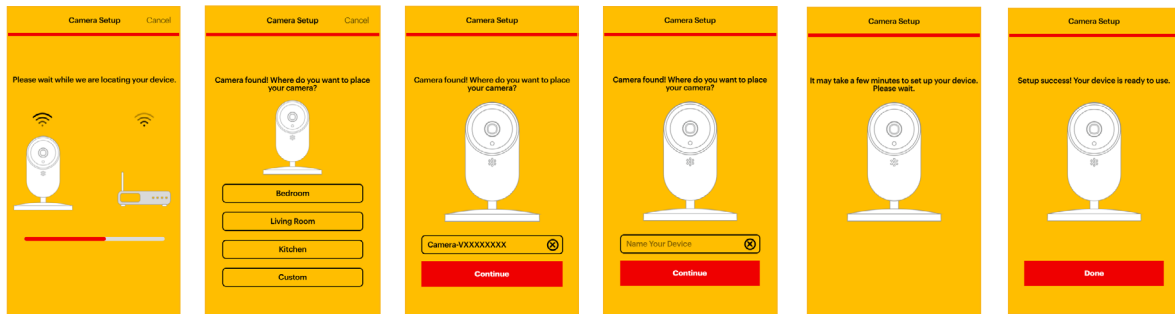 Camera Setup
Cancel
Please wait while we are locating your device.
Camera Setup
Cancel
Camera found! Where do you want to place
your camera?
Bedroom
Living Room
Kitchen
Custom
Camera Setup
Camera found! Where do you want to place
your camera?
Camera-VXXXXXXXX
Continue
Camera Setup
Camera found! Where do you want to place
your camera?
Name Your Device
Continue
Camera Setup
It may take a few minutes to set up your device.
Please wait.
Camera Setup
Setup success! Your device is ready to use.
Done